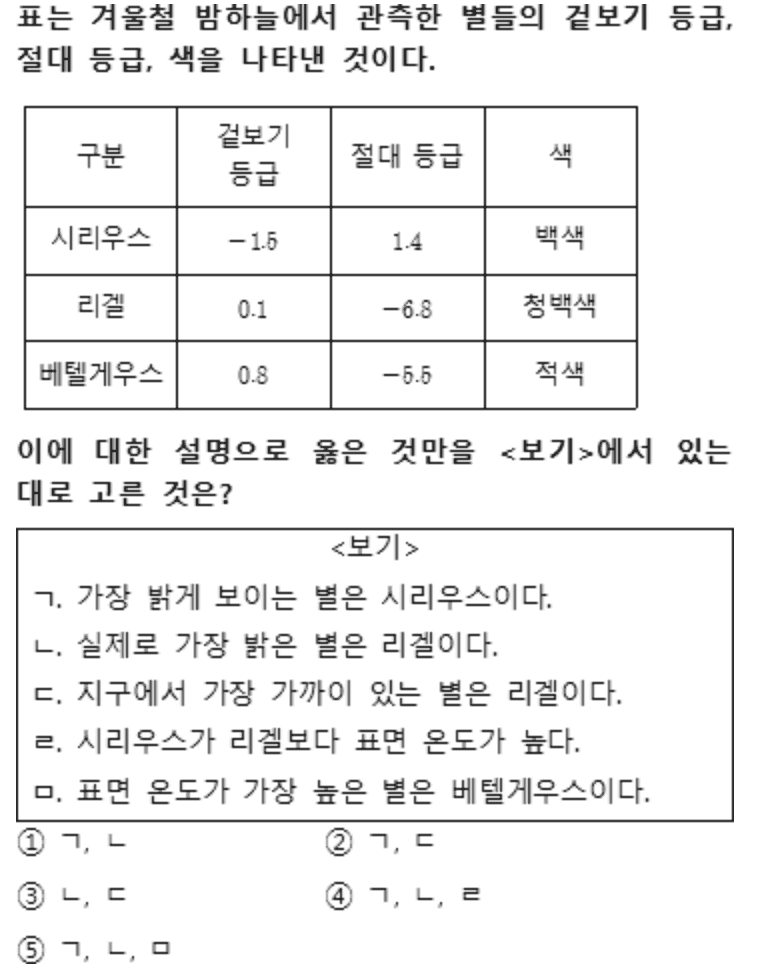 표는 겨울철 밤하늘에서 관측한 별들의 겉보기 등급,
절대 등급, 색을 나타낸 것이다.
구분 겉보기 등급 절대 등급 색
시리우스 －1.5 1.4 백색
리겔 0.1 －6.8 청백색
베텔게우스 0.8 －5.5 적색
이에 대한 설명으로 옳은 것만을 <보기>에서 있는
대로 고른 것은?
<보기>
ㄱ. 가장 밝게 보이는 별은 시리우스이다.
ㄴ. 실제로 가장 밝은 별은 리겔이다.
ㄷ. 지구에서 가장 가까이 있는 별은 리겔이다.
ㄹ. 시리우스가 리겔보다 표면 온도가 높다.
ㅁ. 표면 온도가 가장 높은 별은 베텔게우스이다.
① ㄱ, ㄴ ② ㄱ, ㄷ
③ ㄴ, ㄷ ④ ㄱ, ㄴ, ㄹ
⑤ ㄱ, ㄴ, ㅁ